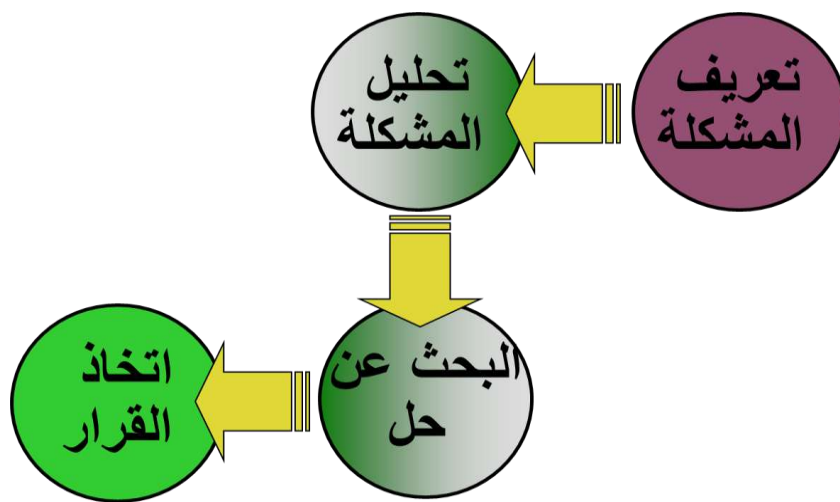 تعريف
المشكلة
تحليل
المشكلة
البحث عن
حل
اتخاذ
القرار